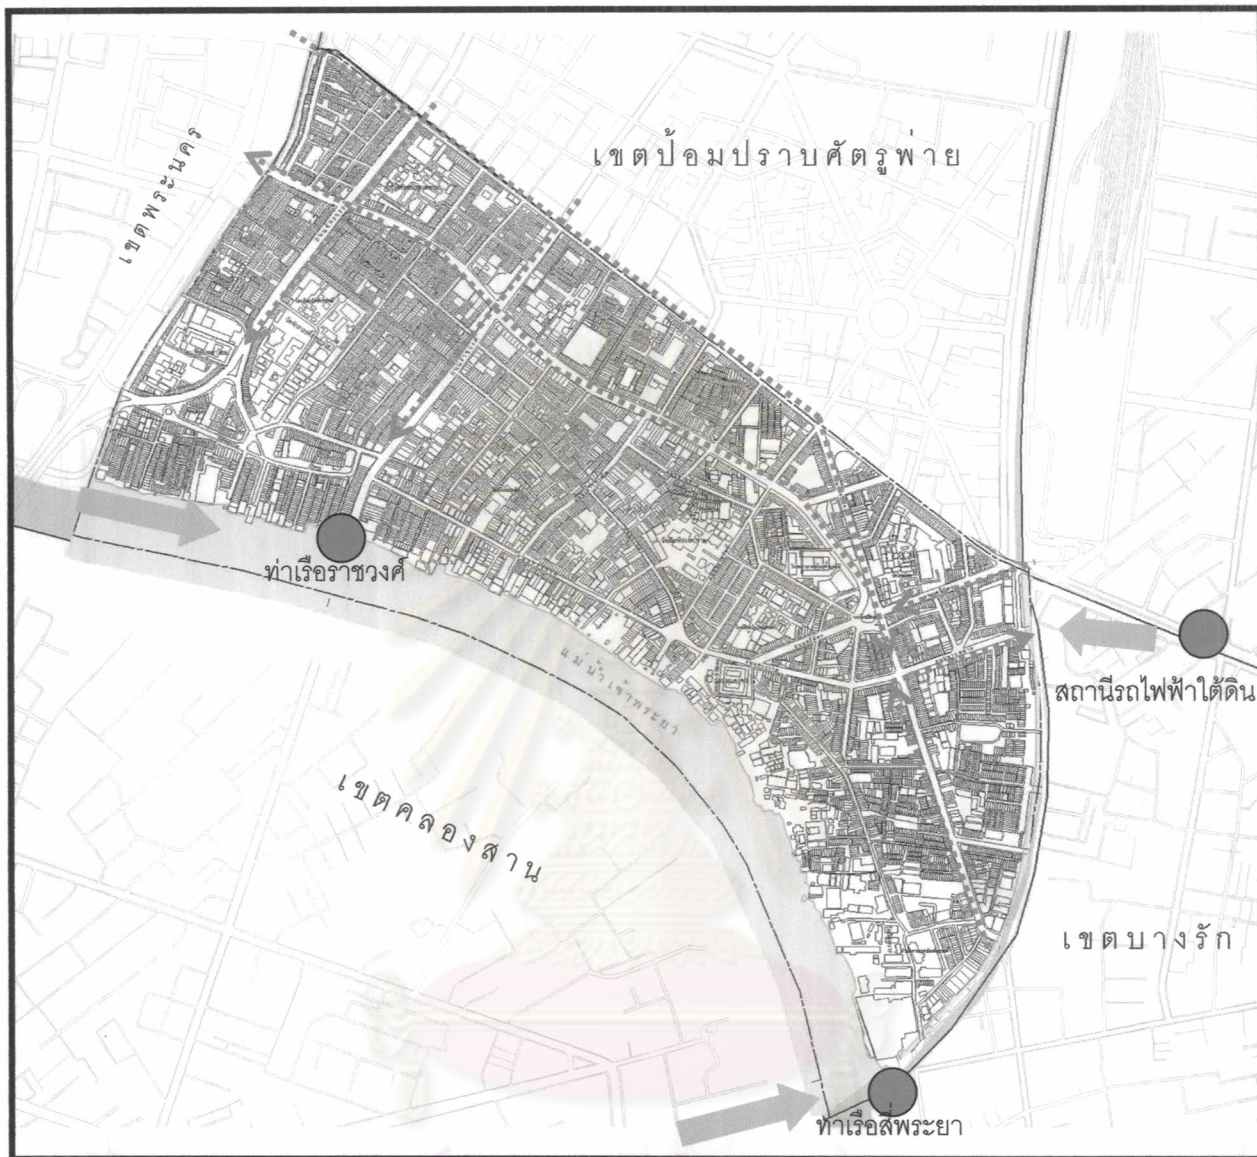 เขตป้อมปราบศัตรูพ่าย
เขตพระนคร
ท่าเรือราชวงศ์
แม่น้ำเจ้าพระยา
สถานีรถไฟฟ้าใต้ดิน
เขตคลองสาน
เขตบางรัก
ท่าเรือสี่พระยา